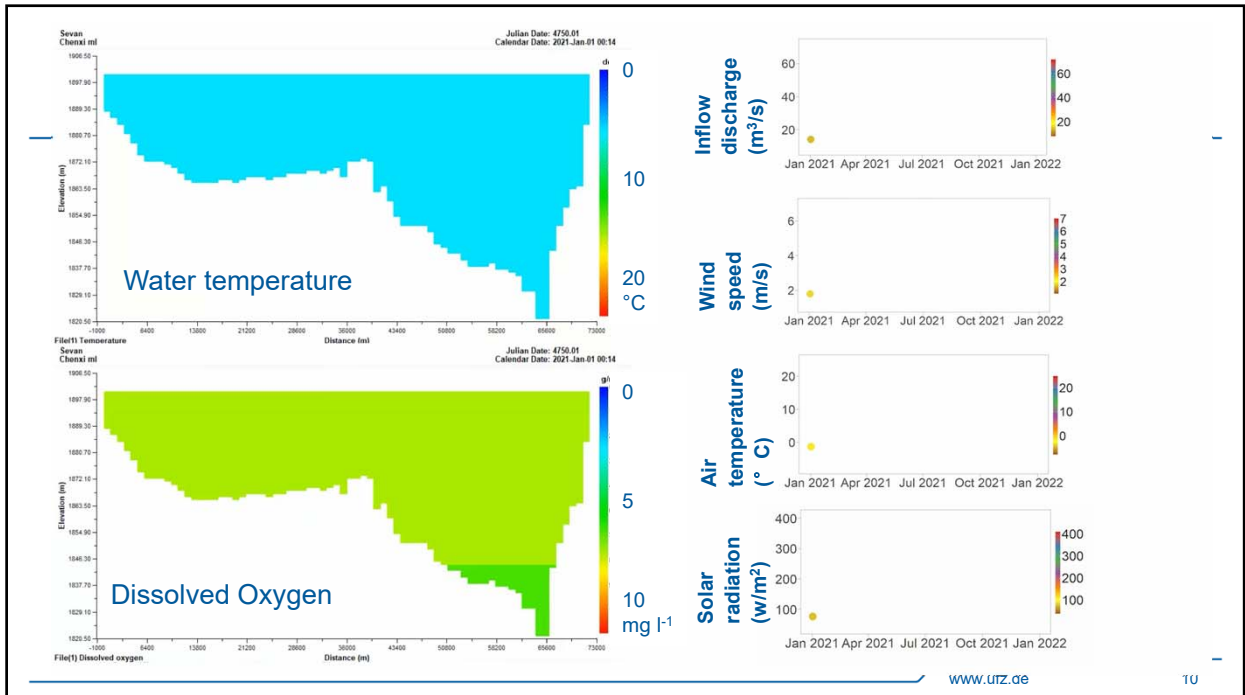 Sevan
Chenxi ml
Julian Date: 4750.01
Calendar Date: 2021-Jan-01 00:14
1906.50
1897.90
1889.30
1880.70
1872.10
1863.50
1854.90
1846.30
1837.70
1829.10
1820.50
Elevation (m)
-1000 6400 13800 21200 28600 36000 43400 50800 58200 65600 73000
File(1) Temperature
Distance (m)
Water temperature
0
10
20
°C
Sevan
Chenxi ml
Julian Date: 4750.01
Calendar Date: 2021-Jan-01 00:14
1906.50
1897.90
1889.30
1880.70
1872.10
1863.50
1854.90
1846.30
1837.70
1829.10
1820.50
Elevation (m)
-1000 6400 13800 21200 28600 36000 43400 50800 58200 65600 73000
File(1) Dissolved oxygen
Distance (m)
Dissolved Oxygen
0
5
10
mg l⁻¹
Inflow
discharge
(m³/s)
60
40
20
Jan 2021 Apr 2021 Jul 2021 Oct 2021 Jan 2022
60
40
20
Wind
speed
(m/s)
6
4
2
Jan 2021 Apr 2021 Jul 2021 Oct 2021 Jan 2022
7
6
5
4
3
2
Air
temperature
(° C)
20
10
0
Jan 2021 Apr 2021 Jul 2021 Oct 2021 Jan 2022
20
10
0
Solar
radiation
(w/m²)
400
300
200
100
Jan 2021 Apr 2021 Jul 2021 Oct 2021 Jan 2022
400
300
200
100
www.ufz.de
10